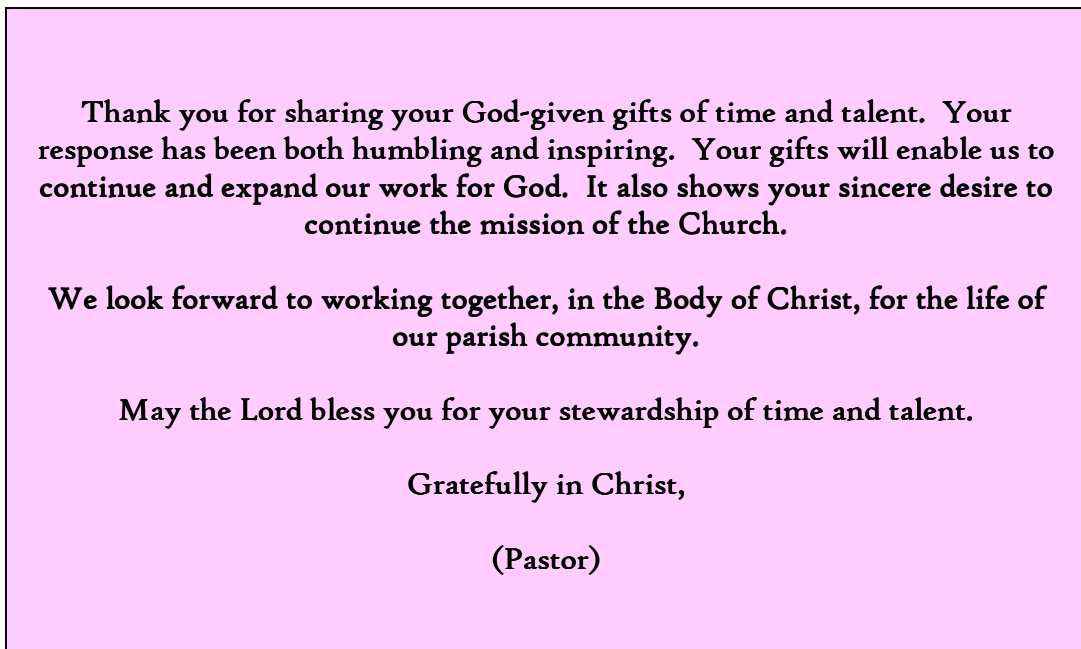 Thank you for sharing your God-given gifts of time and talent.  Your
response has been both humbling and inspiring.  Your gifts will enable us to
continue and expand our work for God.  It also shows your sincere desire to
continue the mission of the Church.
We look forward to working together, in the Body of Christ, for the life of
our parish community.
May the Lord bless you for your stewardship of time and talent.
Gratefully in Christ,
(Pastor)